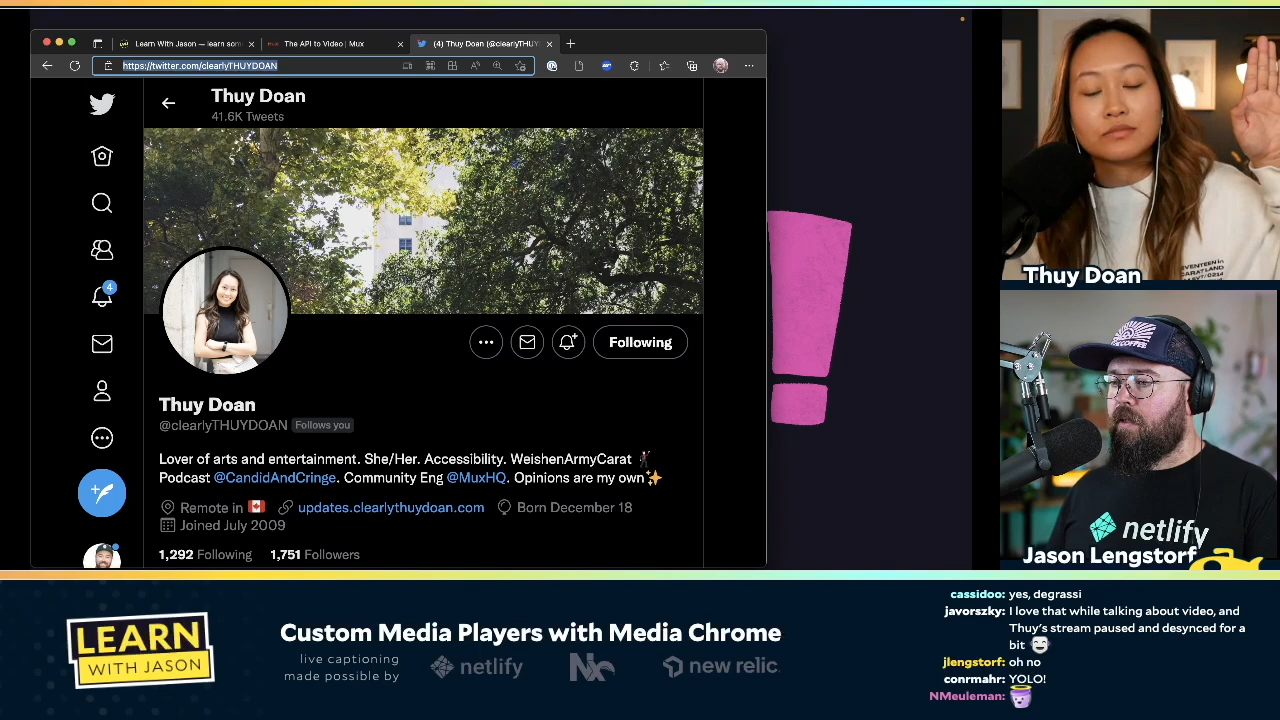 Learn With Jason — learn som
The API to Video | Mux
(4) Thuy Doan (@clearlyTHUY
https://twitter.com/clearlyTHUYDOAN
Thuy Doan
41.6K Tweets
4
Following
Thuy Doan
@clearlyTHUYDOAN Follows you
Lover of arts and entertainment. She/Her. Accessibility. WeishenArmyCarat
Podcast @CandidAndCringe. Community Eng @MuxHQ. Opinions are my own✨
Remote in 🇨🇦 updates.clearlythuydoan.com Born December 18
Joined July 2009
1,292 Following 1,751 Followers
Thuy Doan
netlify
Jason Lengstorf
LEARN
WITH JASON
Custom Media Players with Media Chrome
live captioning
made possible by
netlify
Nx
new relic
cassidoo: yes, degrassi
javorszky: I love that while talking about video, and
Thuy's stream paused and desynced for a
bit
jlengstorf: oh no
conrmahr: YOLO!
NMeuleman: